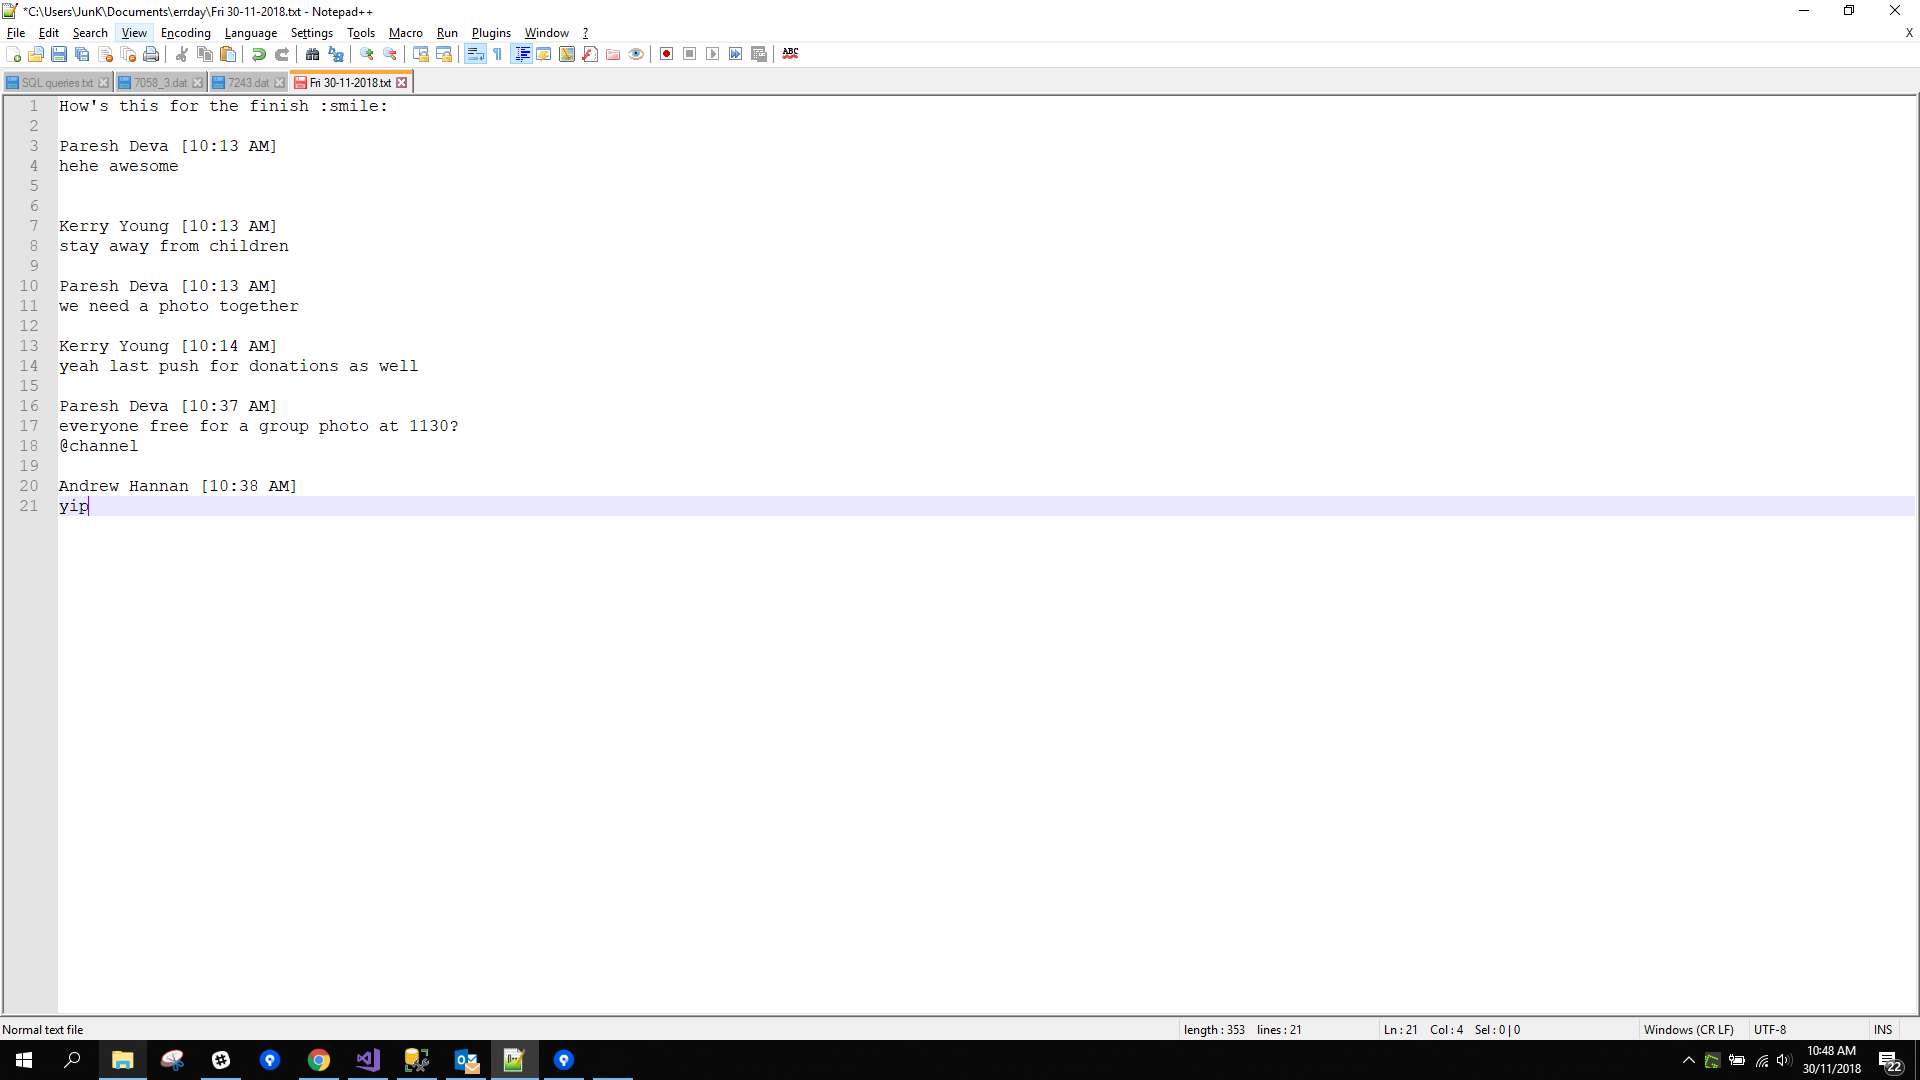 *C:\Users\JunK\Documents\errday\Fri 30-11-2018.txt - Notepad++
File Edit Search View Encoding Language Settings Tools Macro Run Plugins Window ? X
ABC
SQL queries.txt 7058_3.dat 7243.dat Fri 30-11-2018.txt
1 How's this for the finish :smile:
2
3 Paresh Deva [10:13 AM]
4 hehe awesome
5
6
7 Kerry Young [10:13 AM]
8 stay away from children
9
10 Paresh Deva [10:13 AM]
11 we need a photo together
12
13 Kerry Young [10:14 AM]
14 yeah last push for donations as well
15
16 Paresh Deva [10:37 AM]
17 everyone free for a group photo at 1130?
18 @channel
19
20 Andrew Hannan [10:38 AM]
21 yip
Normal text file length : 353 lines : 21 Ln : 21 Col : 4 Sel : 0 | 0 Windows (CR LF) UTF-8 INS
10:48 AM
30/11/2018
22